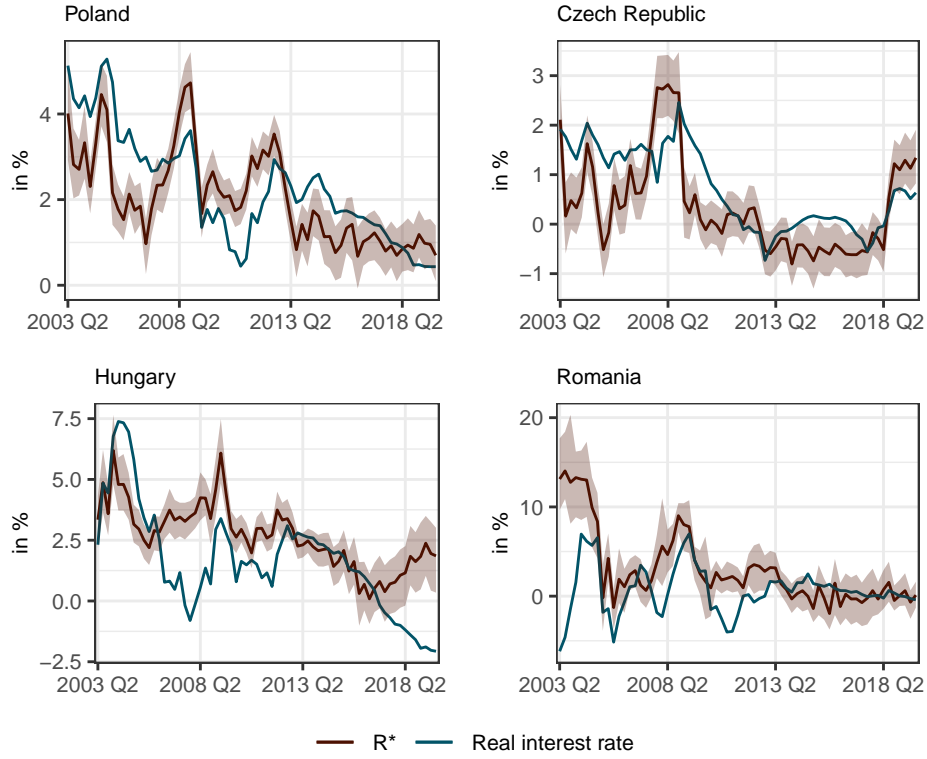 Poland
Czech Republic
in %
4
2
0
2003 Q2 2008 Q2 2013 Q2 2018 Q2
in %
3
2
1
0
−1
2003 Q2 2008 Q2 2013 Q2 2018 Q2
Hungary
Romania
in %
7.5
5.0
2.5
0.0
−2.5
2003 Q2 2008 Q2 2013 Q2 2018 Q2
in %
20
10
0
2003 Q2 2008 Q2 2013 Q2 2018 Q2
R* Real interest rate